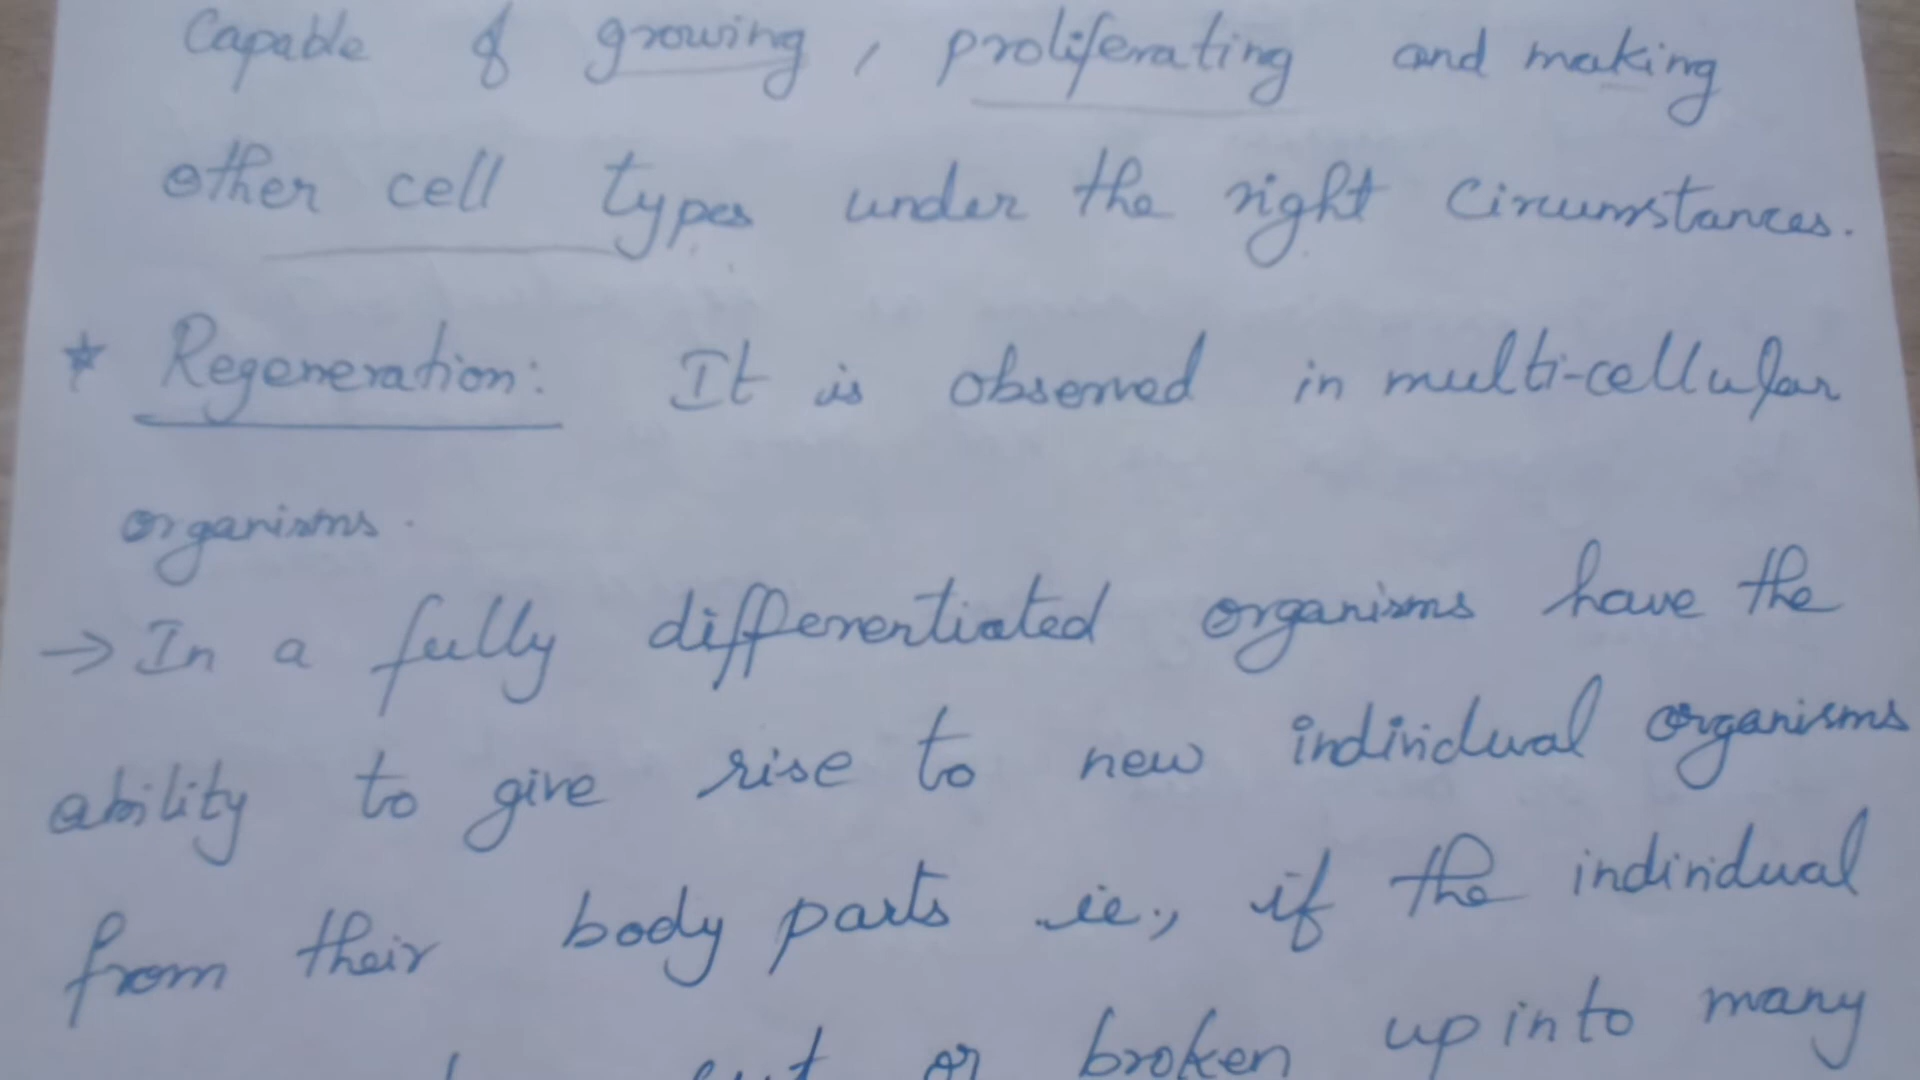 Capable of growing, proliferating and making
other cell types under the right circumstances.
* Regeneration: It is observed in multi-cellular
organisms.
→ In a fully differentiated organisms have the
ability to give rise to new individual organisms
from their body parts ie., if the individual
cut or broken up into many